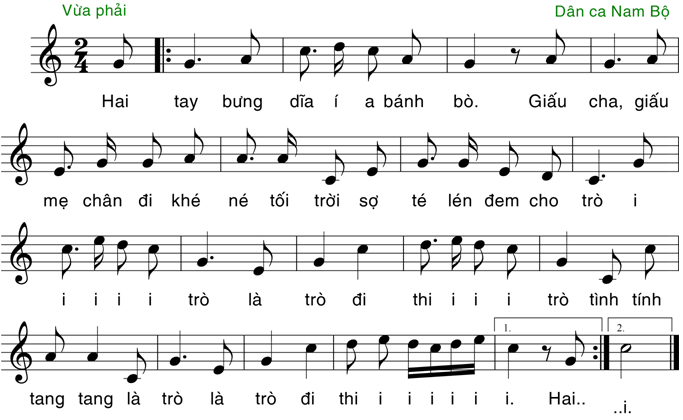 Vừa phải
Dân ca Nam Bộ
2
4
Hai tay bưng dĩa í a bánh bò. Giấu cha, giấu
mẹ chân đi khé né tối trời sợ té lén đem cho trò i
i i i i trò là trò đi thi i i i trò tình tính
1.
2.
tang tang là trò là trò đi thi i i i i i. Hai..
..i.